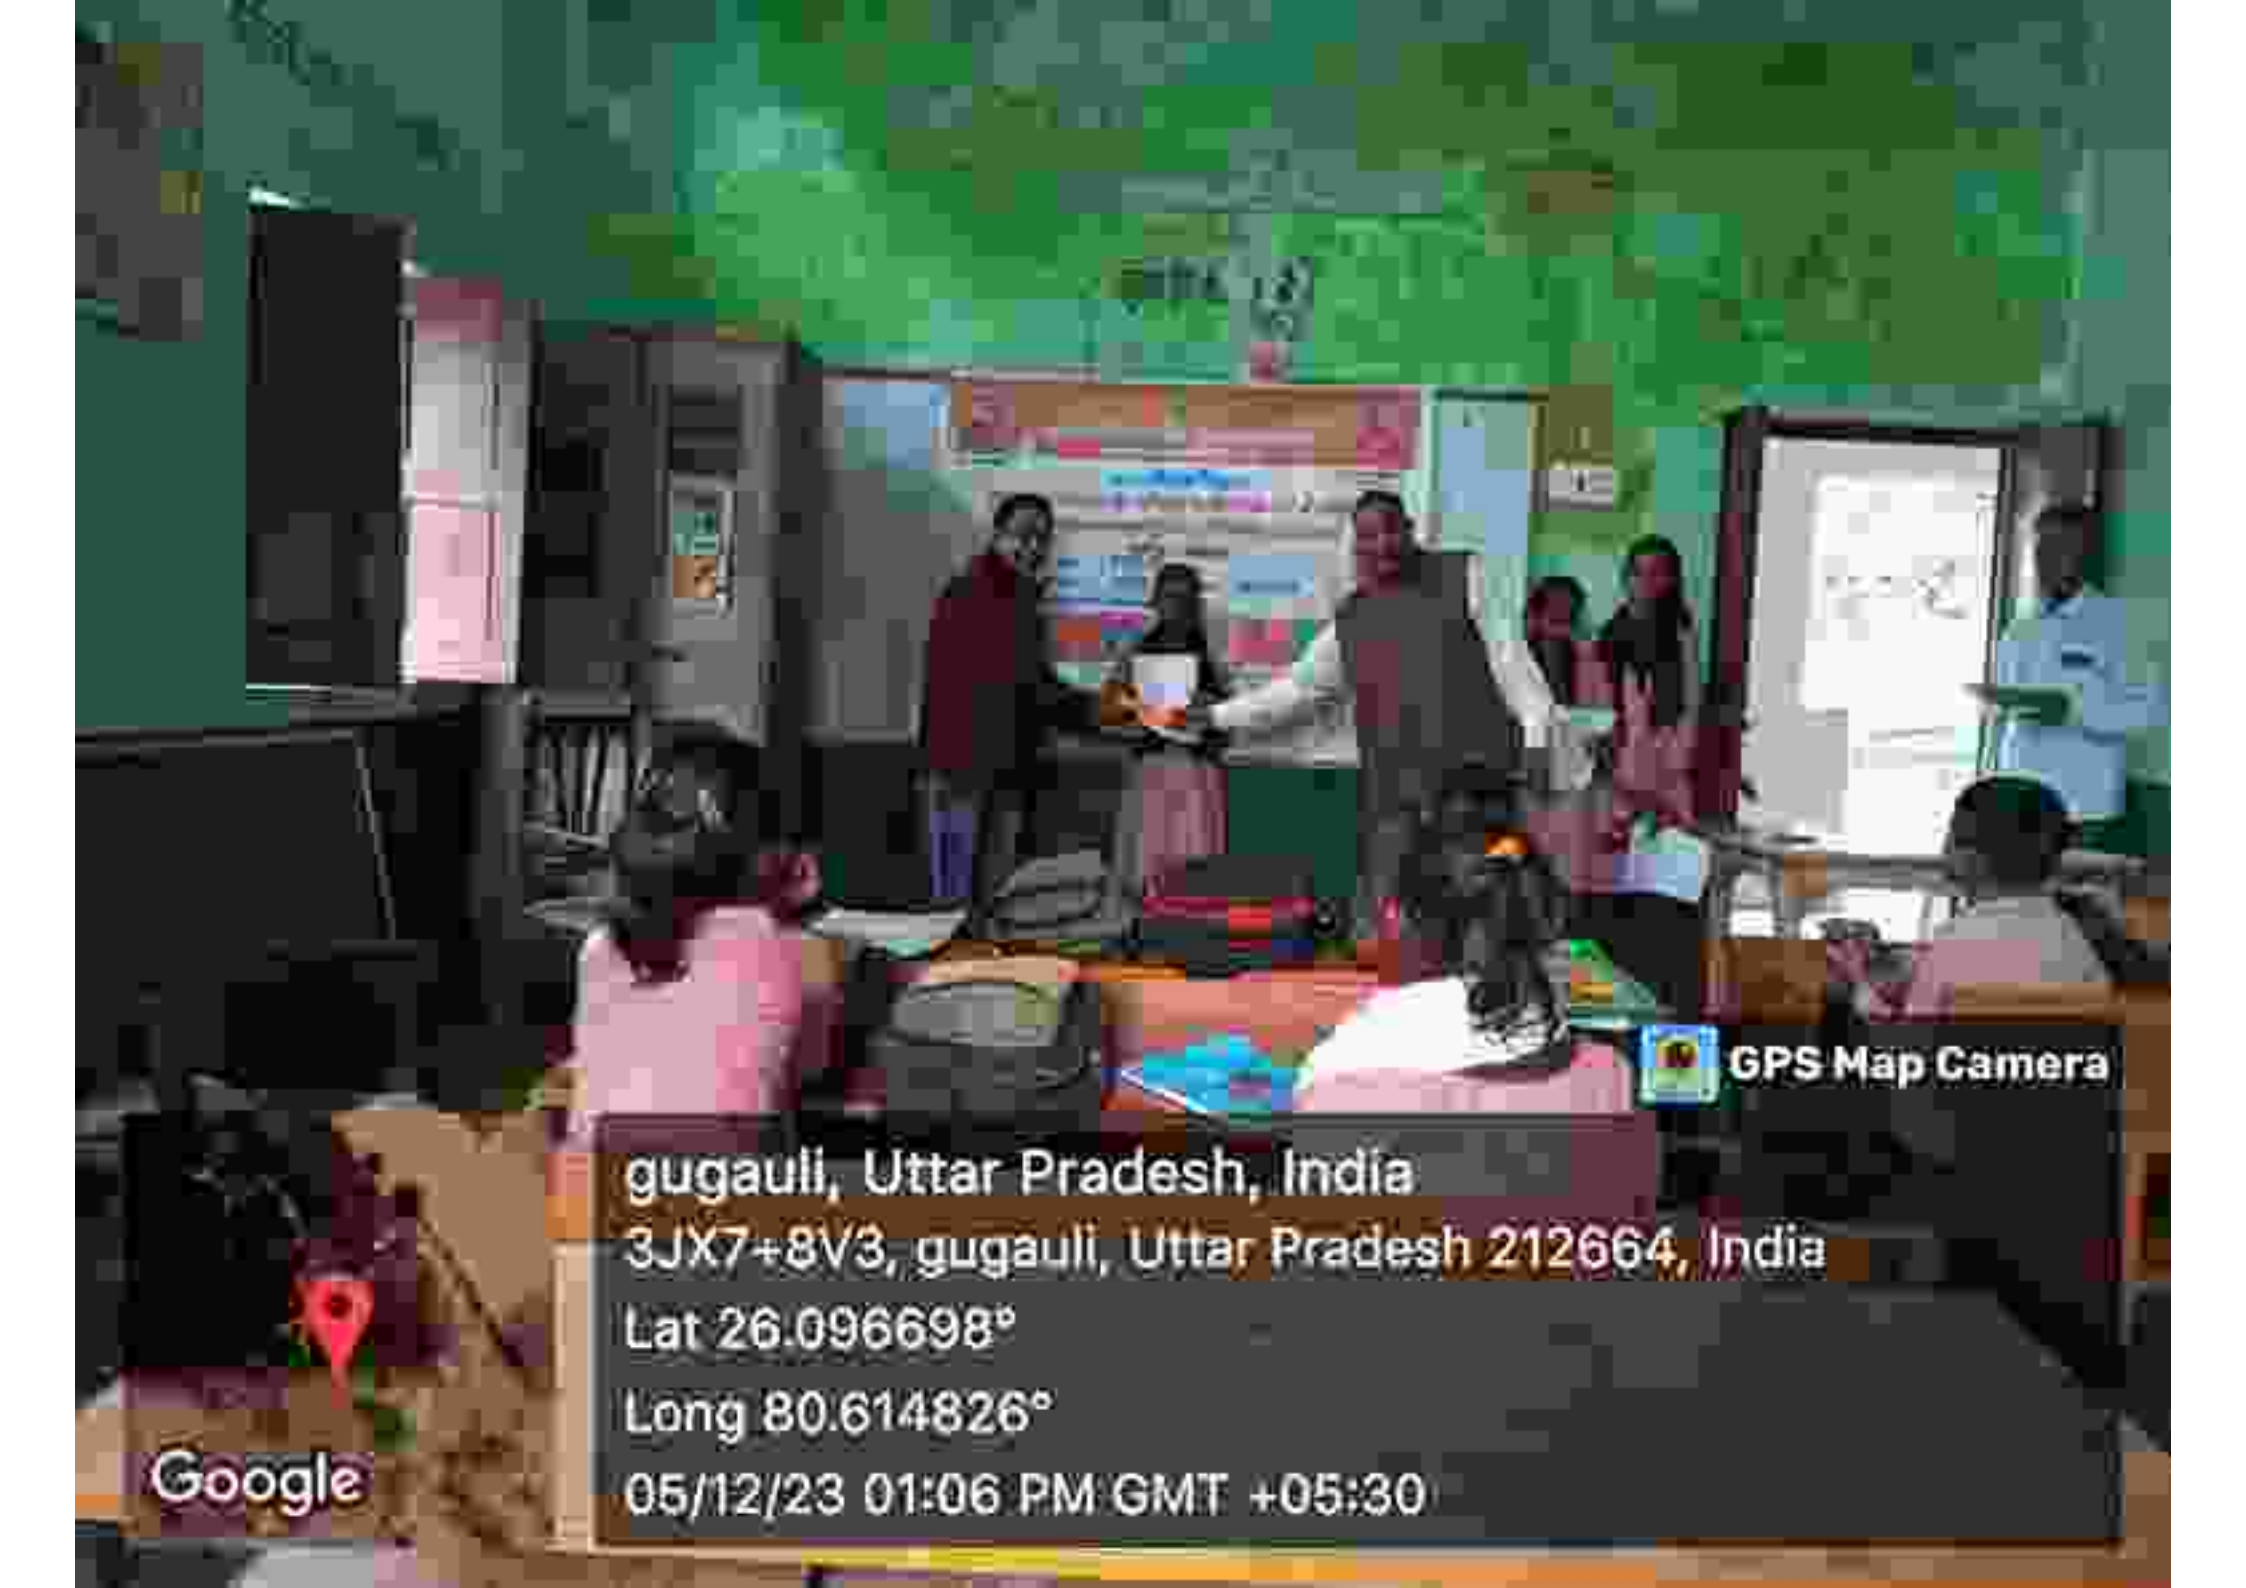 GPS Map Camera
gugauli, Uttar Pradesh, India
3JX7+8V3, gugauli, Uttar Pradesh 212664, India
Lat 26.096698°
Long 80.614826°
05/12/23 01:06 PM GMT +05:30
Google